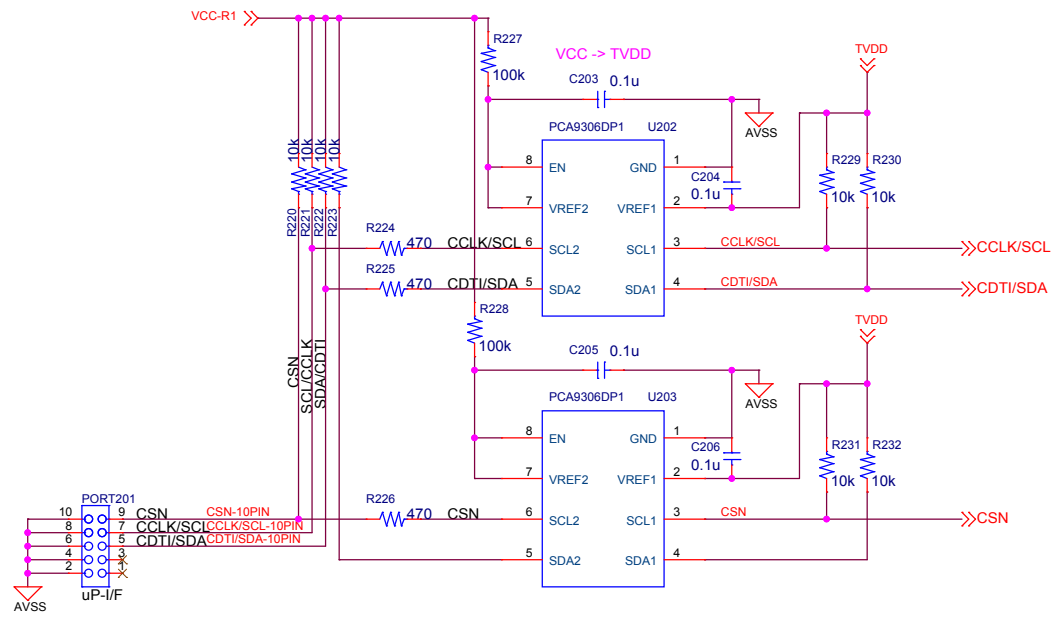 VCC-R1
R227
100k
VCC -> TVDD
TVDD
C203 0.1u
AVSS
PCA9306DP1 U202
10k
10k
10k
10k
R220
R221
R222
R223
8 EN GND 1
C204
0.1u
R229
10k
R230
10k
7 VREF2 VREF1 2
R224
470 CCLK/SCL 6 SCL2 SCL1 3 CCLK/SCL CCLK/SCL
R225
470 CDTI/SDA 5 SDA2 SDA1 4 CDTI/SDA CDTI/SDA
R228
100k
TVDD
C205 0.1u
CSN
SCL/CCLK
SDA/CDTI
AVSS
PCA9306DP1 U203
8 EN GND 1
C206
0.1u
R231
10k
R232
10k
7 VREF2 VREF1 2
PORT201
R226
470 CSN 6 SCL2 SCL1 3 CSN CSN
10 9 CSN CSN-10PIN
8 7 CCLK/SCL CCLK/SCL-10PIN
6 5 CDTI/SDA CDTI/SDA-10PIN
4 3
2 1
5 SDA2 SDA1 4
uP-I/F
AVSS